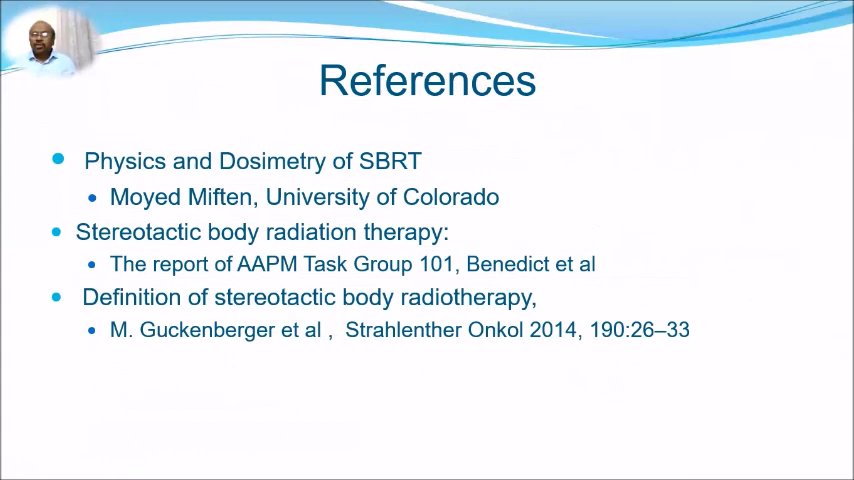 References
Physics and Dosimetry of SBRT
Moyed Miften, University of Colorado
Stereotactic body radiation therapy:
The report of AAPM Task Group 101, Benedict et al
Definition of stereotactic body radiotherapy,
M. Guckenberger et al , Strahlenther Onkol 2014, 190:26–33